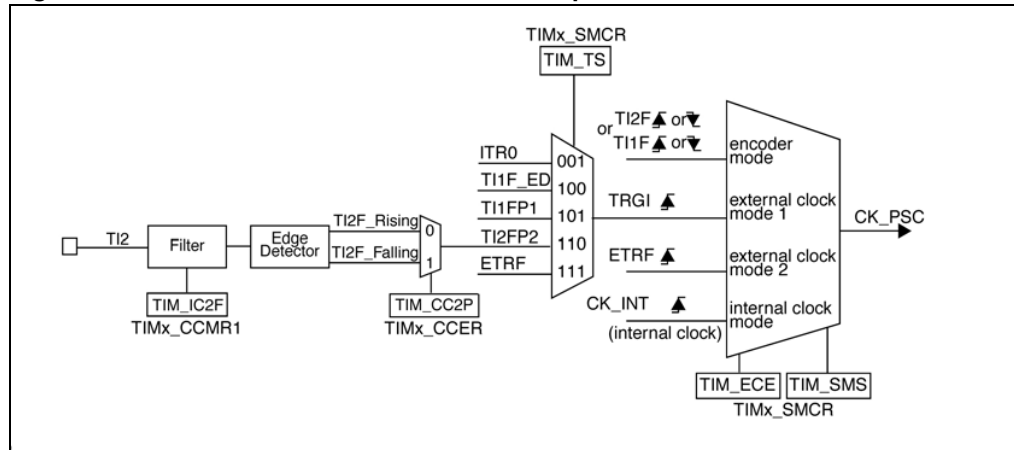 TIMx_SMCR
TIM_TS
TI2F or
or
TI1F or
encoder
mode
ITR0
001
TI1F_ED
100
TI1FP1
101
TRGI
external clock
mode 1
CK_PSC
TI2
Filter
Edge
Detector
TI2F_Rising
0
TI2F_Falling
1
TI2FP2
110
ETRF
111
ETRF
external clock
mode 2
CK_INT
internal clock
mode
(internal clock)
TIM_IC2F
TIMx_CCMR1
TIM_CC2P
TIMx_CCER
TIM_ECE
TIM_SMS
TIMx_SMCR